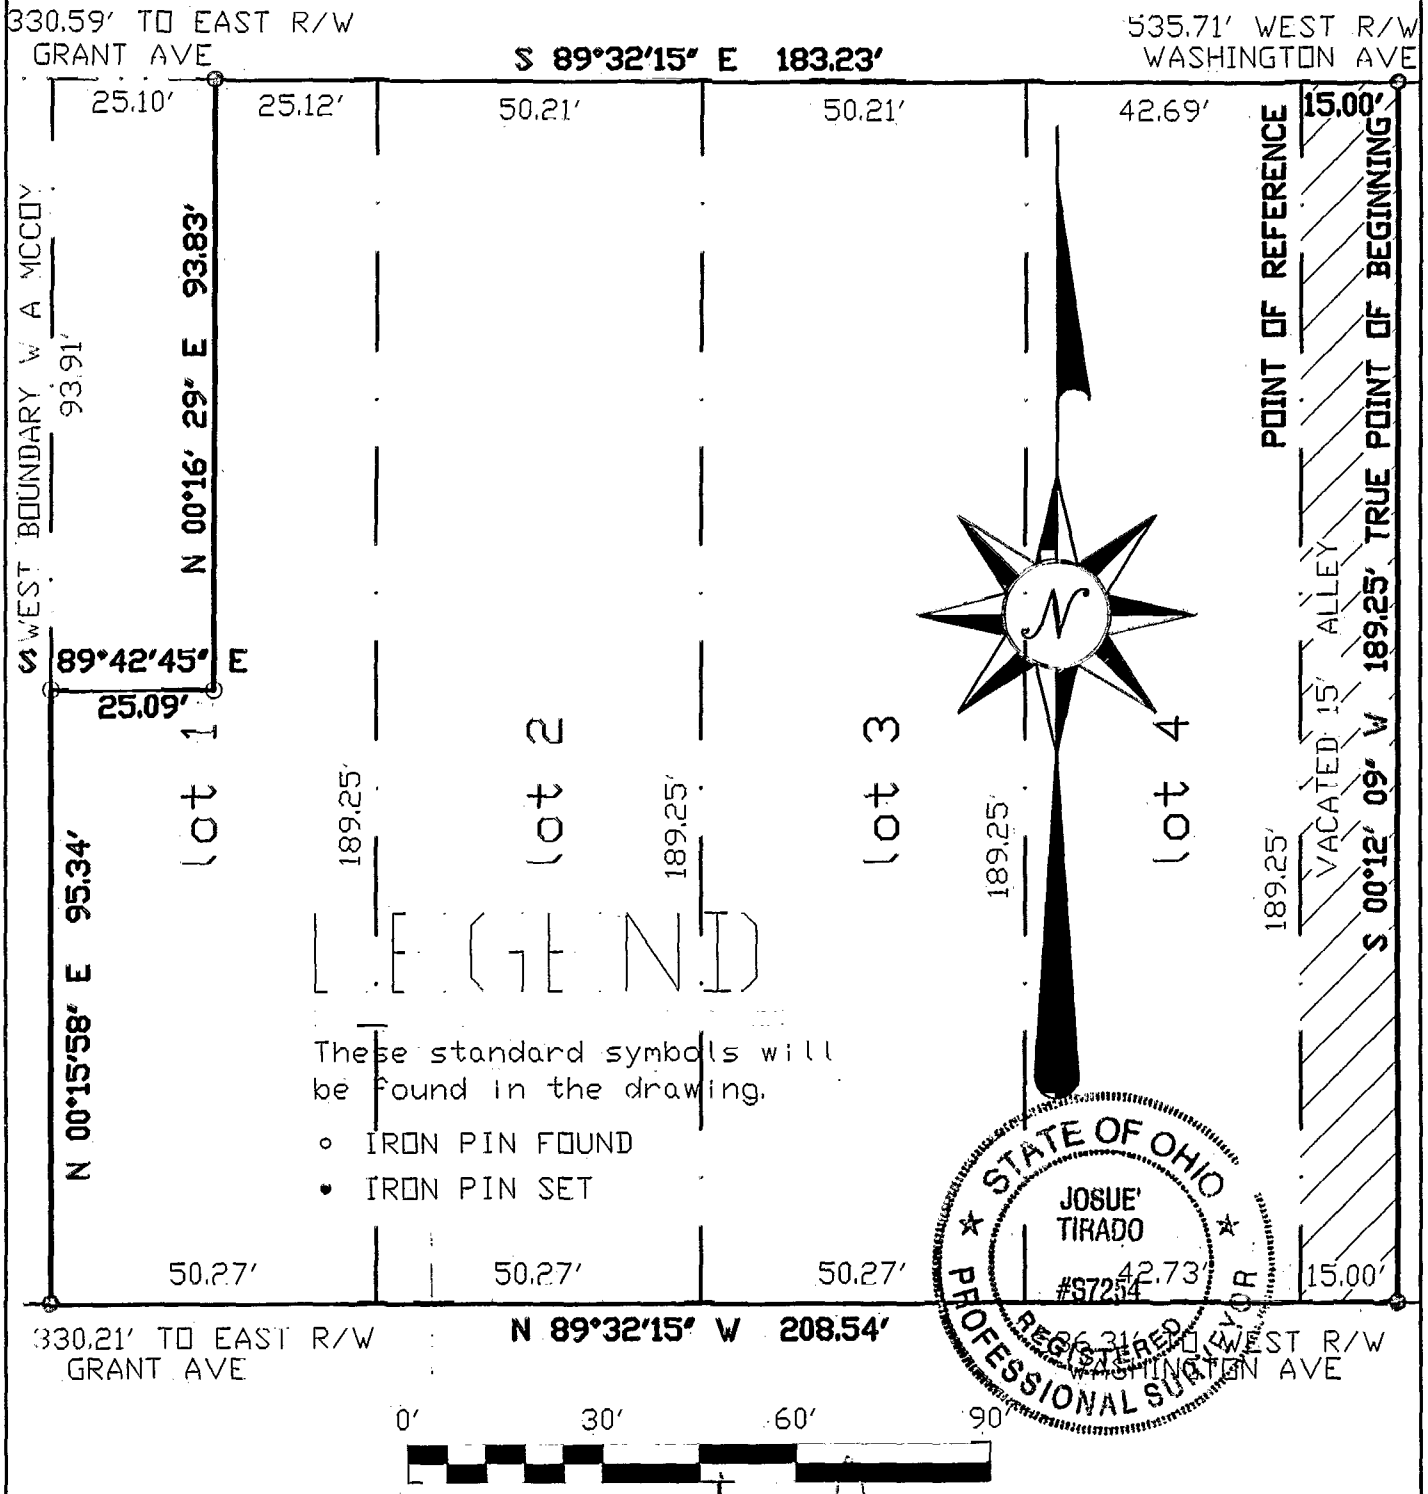 330.59' TO EAST R/W
GRANT AVE
S 89°32'15" E 183.23'
535.71' WEST R/W
WASHINGTON AVE
25.10'
25.12'
50.21'
50.21'
42.69'
15.00'
WEST BOUNDARY W A MCCOY
93.91'
N 00°16' 29" E 93.83'
POINT OF REFERENCE
TRUE POINT OF BEGINNING
S 00°12' 09" W 189.25'
VACATED 15' ALLEY
N
S 89°42'45" E
25.09'
lot 1
lot 2
lot 3
lot 4
189.25'
189.25'
189.25'
189.25'
N 00°15'58' E 95.34'
LEGEND
These standard symbols will
be found in the drawing.
IRON PIN FOUND
IRON PIN SET
STATE OF OHIO
JOSUE'
TIRADO
#S7254
REGISTERED
PROFESSIONAL SURVEYOR
50.27'
50.27'
50.27'
42.73'
15.00'
330.21' TO EAST R/W
GRANT AVE
N 89°32'15" W 208.54'
36.31' TO WEST R/W
WASHINGTON AVE
0' 30' 60' 90'